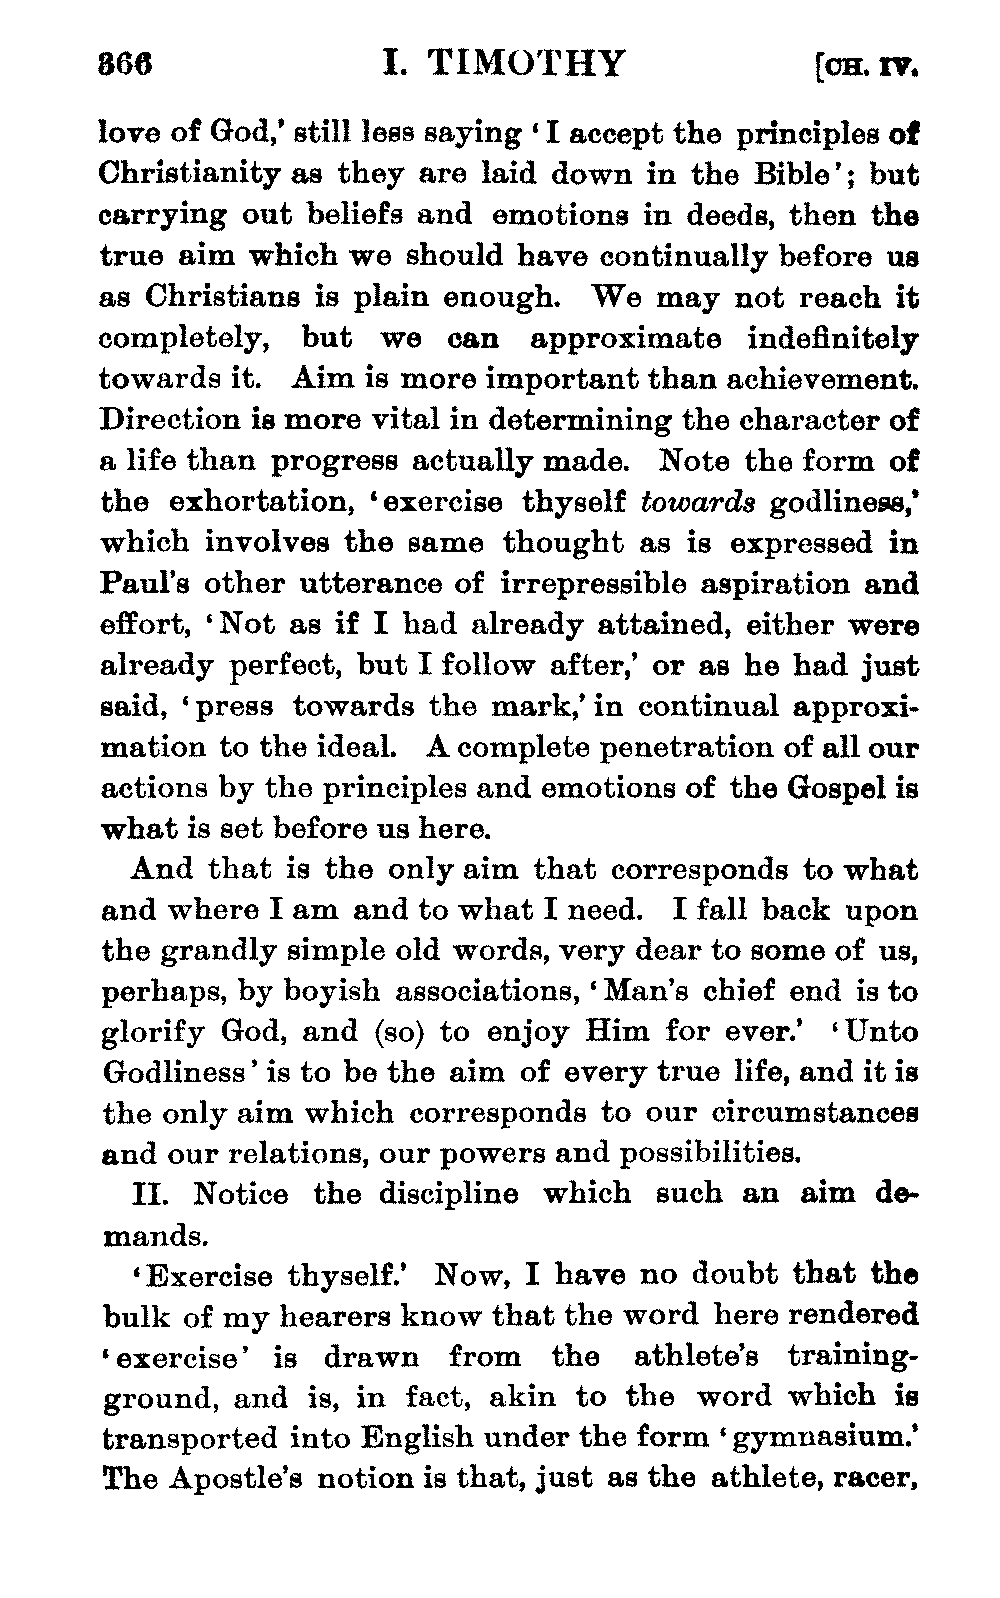 366 I. TIMOTHY [CH. IV.
love of God,' still less saying 'I accept the principles of
Christianity as they are laid down in the Bible'; but
carrying out beliefs and emotions in deeds, then the
true aim which we should have continually before us
as Christians is plain enough. We may not reach it
completely, but we can approximate indefinitely
towards it. Aim is more important than achievement.
Direction is more vital in determining the character of
a life than progress actually made. Note the form of
the exhortation, 'exercise thyself towards godliness,'
which involves the same thought as is expressed in
Paul's other utterance of irrepressible aspiration and
effort, 'Not as if I had already attained, either were
already perfect, but I follow after,' or as he had just
said, 'press towards the mark,' in continual approxi-
mation to the ideal. A complete penetration of all our
actions by the principles and emotions of the Gospel is
what is set before us here.
And that is the only aim that corresponds to what
and where I am and to what I need. I fall back upon
the grandly simple old words, very dear to some of us,
perhaps, by boyish associations, 'Man's chief end is to
glorify God, and (so) to enjoy Him for ever.' 'Unto
Godliness' is to be the aim of every true life, and it is
the only aim which corresponds to our circumstances
and our relations, our powers and possibilities.
II. Notice the discipline which such an aim de-
mands.
'Exercise thyself.' Now, I have no doubt that the
bulk of my hearers know that the word here rendered
'exercise' is drawn from the athlete's training-
ground, and is, in fact, akin to the word which is
transported into English under the form 'gymnasium.'
The Apostle's notion is that, just as the athlete, racer,